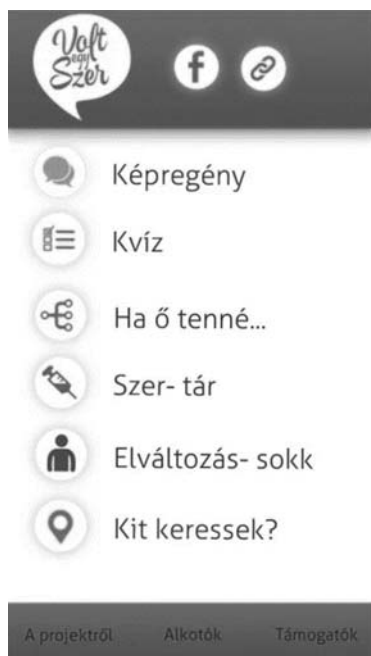 Volt
egy
Szer
Képregény
Kvíz
Ha ő tenné...
Szer- tár
Elváltozás- sokk
Kit keressek?
A projektről Alkotók Támogatók